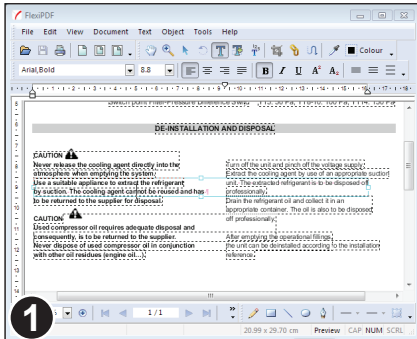 FlexiPDF
File Edit View Document Text Object Tools Help
Colour
Arial,Bold 8.8 B I U A² A₂
DE-INSTALLATION AND DISPOSAL
CAUTION
Never release the cooling agent directly into the
atmosphere when emptying the system.
Use a suitable appliance to extract the refrigerant
by suction. The cooling agent cannot be reused and has
to be returned to the supplier for disposal.
CAUTION
Used compressor oil requires adequate disposal and
consequently, is to be returned to the supplier.
Never dispose of used compressor oil in conjunction
with other oil residues (engine oil...).
Turn off the unit and pinch off the voltage supply.
Extract the cooling agent by use of an appropriate suction
unit. The extracted refrigerant is to be disposed of
professionally.
Drain the refrigerant oil and collect it in an
appropriate container. The oil is also to be disposed
off professionally.
After emptying the operational fillings,
the unit can be deinstalled according to the installation
reference.
1
1 / 1
20.99 x 29.70 cm Preview CAP NUM SCRL